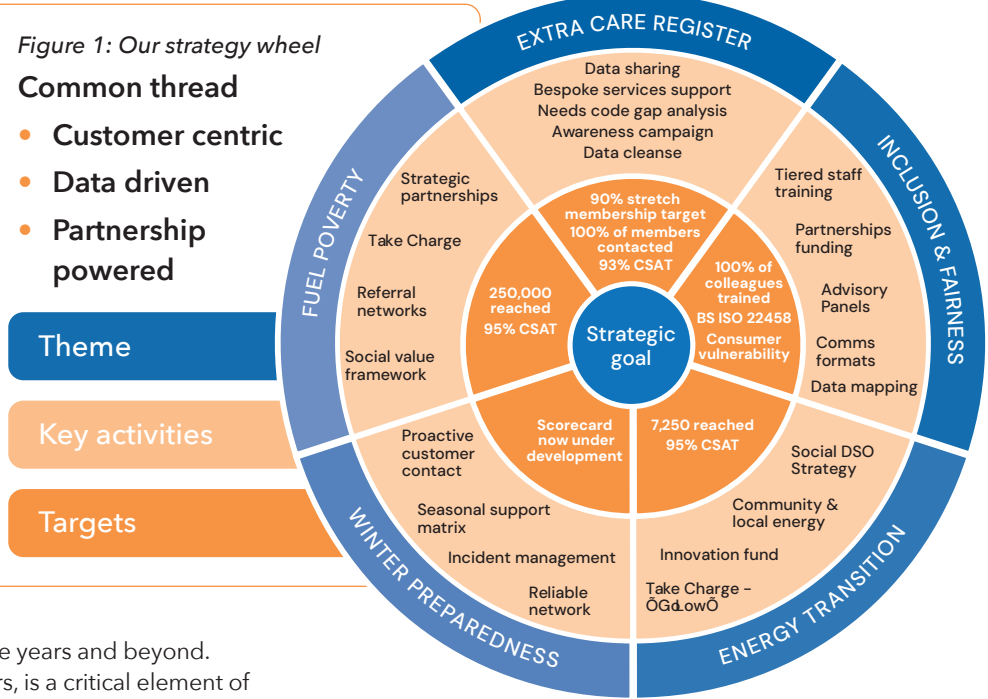 Figure 1: Our strategy wheel
Common thread
• Customer centric
• Data driven
• Partnership
powered
Theme
Key activities
Targets
EXTRA CARE REGISTER
Data sharing
Bespoke services support
Needs code gap analysis
Awareness campaign
Data cleanse
90% stretch
membership target
100% of members
contacted
93% CSAT
INCLUSION & FAIRNESS
Tiered staff
training
Partnerships
funding
Advisory
Panels
Comms
formats
Data mapping
100% of
colleagues
trained
BS ISO 22458
Consumer
vulnerability
ENERGY TRANSITION
Social DSO
Strategy
Community &
local energy
Innovation fund
Take Charge –
ÕGoLowÕ
7,250 reached
95% CSAT
WINTER PREPAREDNESS
Proactive
customer
contact
Seasonal support
matrix
Incident management
Reliable
network
Scorecard
now under
development
FUEL POVERTY
Strategic
partnerships
Take Charge
Referral
networks
Social value
framework
250,000
reached
95% CSAT
Strategic
goal
e years and beyond.
rs, is a critical element of